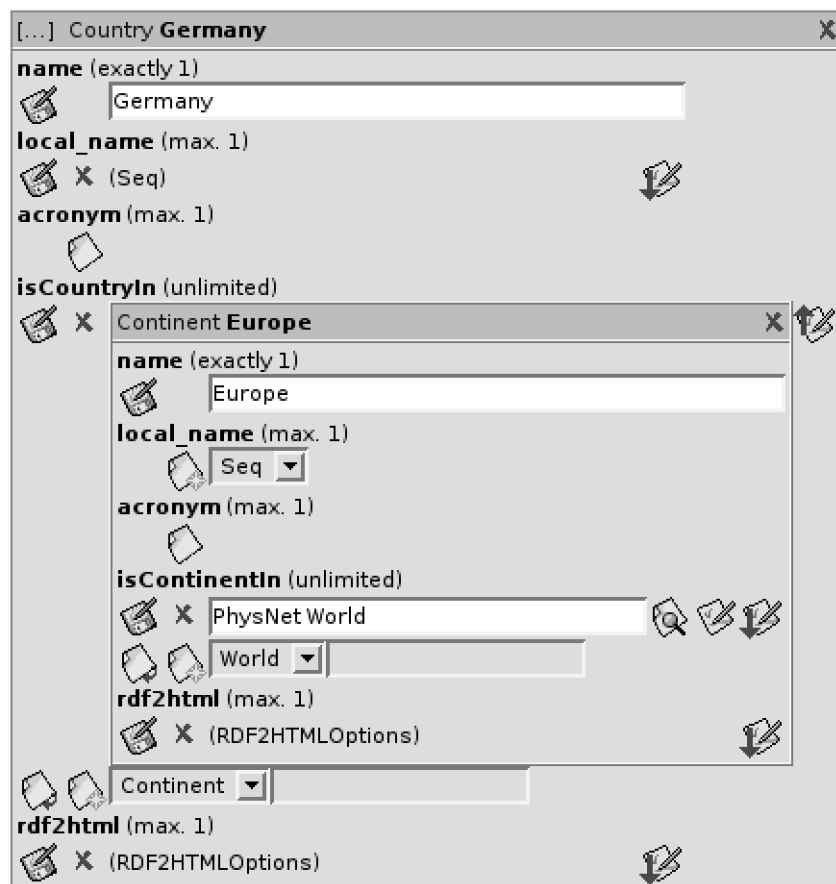 [...] Country Germany
name (exactly 1)
Germany
local_name (max. 1)
(Seq)
acronym (max. 1)
isCountryIn (unlimited)
Continent Europe
name (exactly 1)
Europe
local_name (max. 1)
Seq
acronym (max. 1)
isContinentIn (unlimited)
PhysNet World
World
rdf2html (max. 1)
(RDF2HTMLOptions)
Continent
rdf2html (max. 1)
(RDF2HTMLOptions)